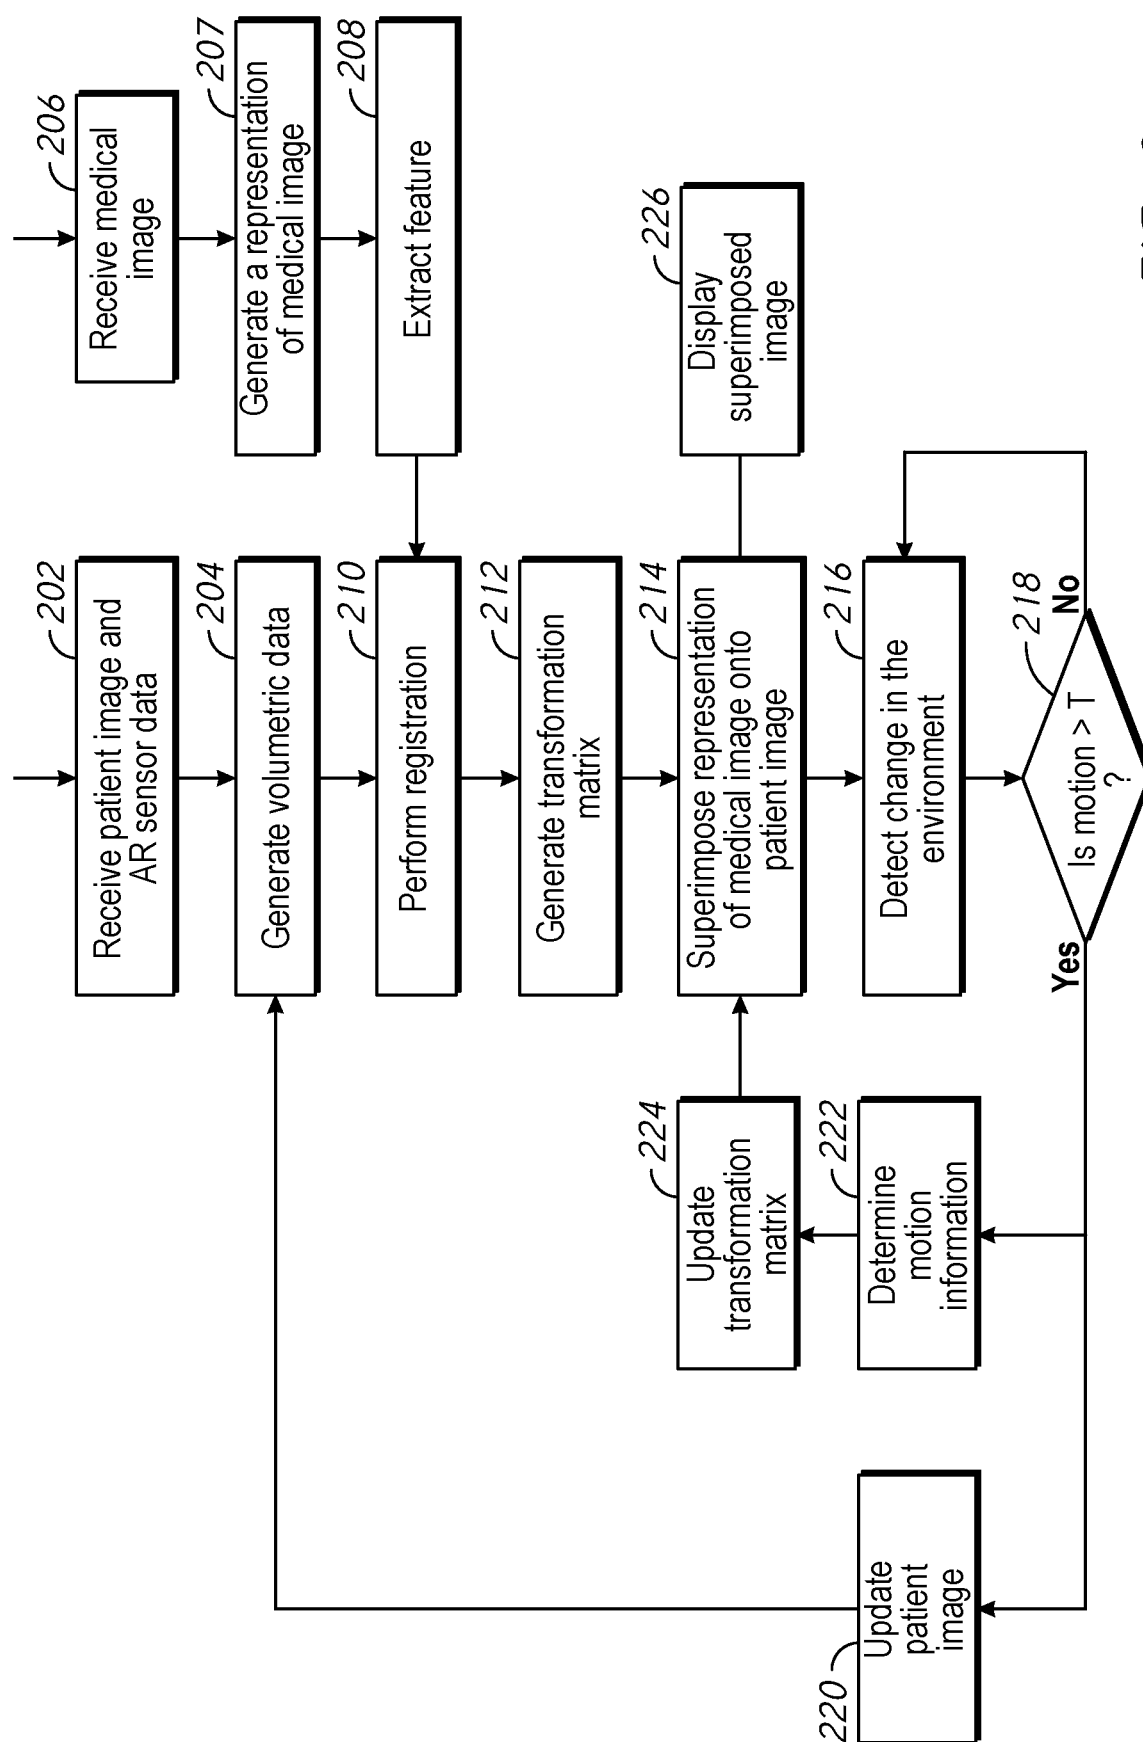 202
Receive patient image and
AR sensor data
206
Receive medical
image
204
Generate volumetric data
207
Generate a representation
of medical image
210
Perform registration
208
Extract feature
212
Generate transformation
matrix
224
Update
transformation
matrix
214
Superimpose representation
of medical image onto
patient image
226
Display
superimposed
image
220
Update
patient
image
222
Determine
motion
information
216
Detect change in the
environment
218
Is motion > T
?
Yes
No